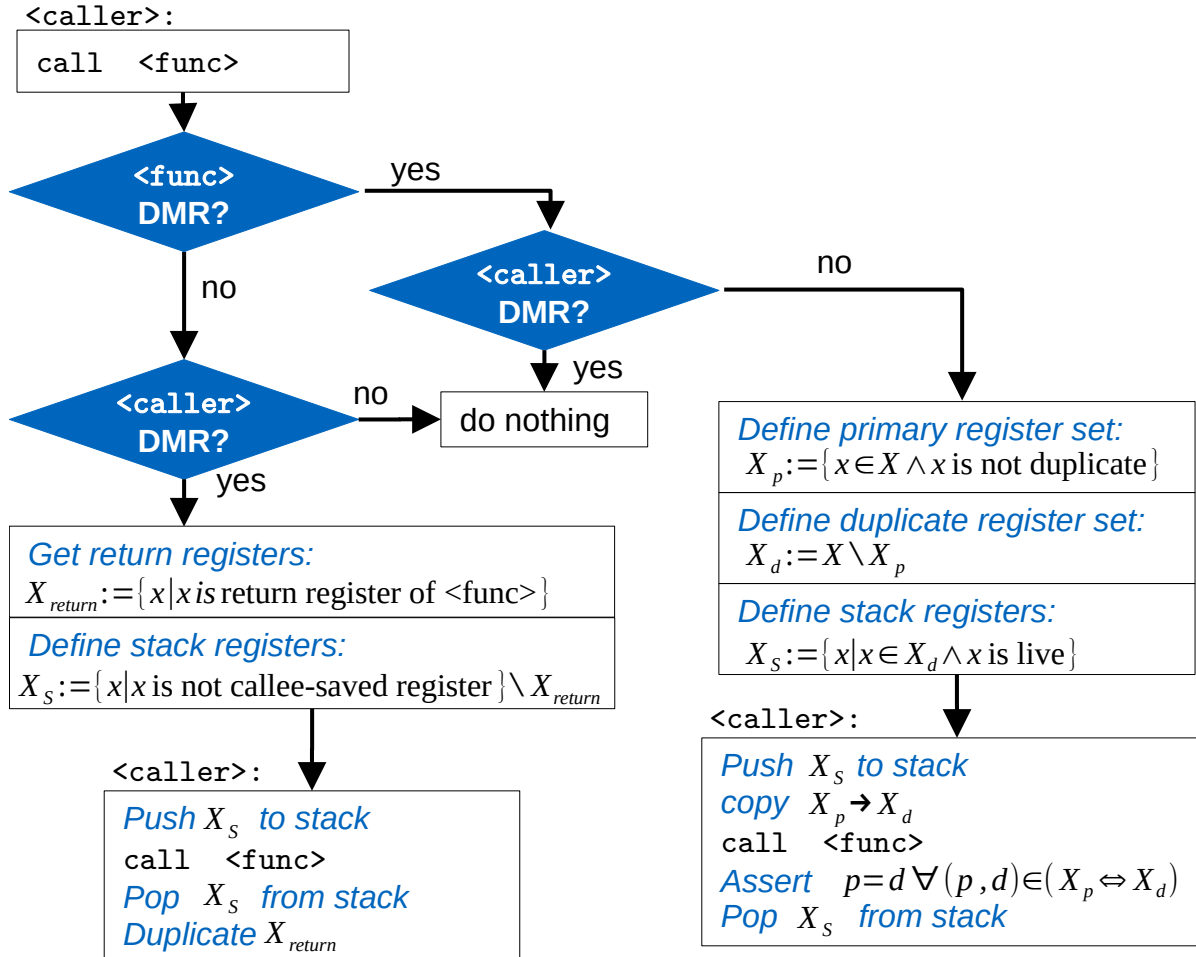 <caller>:
call <func>
<func>
DMR?
yes
no
<caller>
DMR?
no
yes
<caller>
DMR?
no
do nothing
yes
Define primary register set:
X_p:={x∈X∧x is not duplicate}
Define duplicate register set:
X_d:=X∖X_p
Define stack registers:
X_S:={x|x∈X_d∧x is live}
Get return registers:
X_return:={x|x is return register of <func>}
Define stack registers:
X_S:={x|x is not callee-saved register}∖X_return
<caller>:
Push X_S to stack
call <func>
Pop X_S from stack
Duplicate X_return
<caller>:
Push X_S to stack
copy X_p→X_d
call <func>
Assert p=d∀(p,d)∈(X_p⇔X_d)
Pop X_S from stack